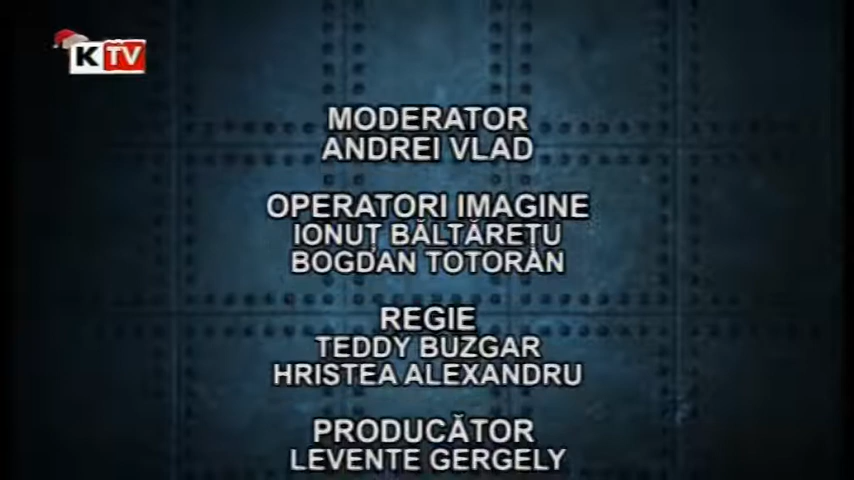 KTV
MODERATOR
ANDREI VLAD
OPERATORI IMAGINE
IONUȚ BĂLTĂREȚU
BOGDAN TOTORAN
REGIE
TEDDY BUZGAR
HRISTEA ALEXANDRU
PRODUCĂTOR
LEVENTE GERGELY